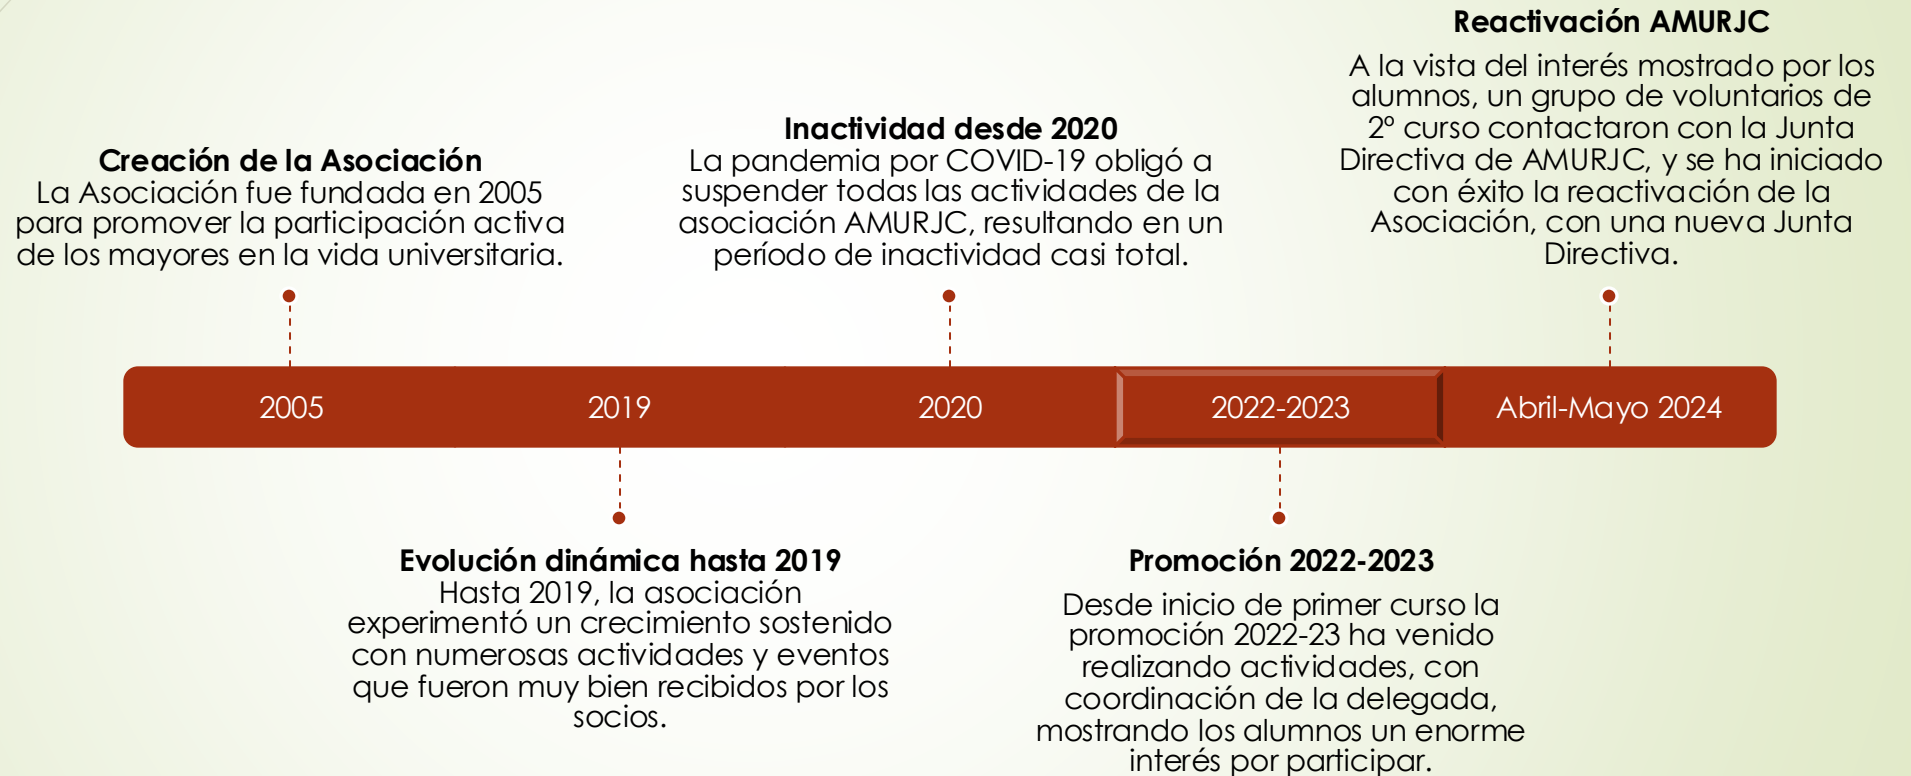 Creación de la Asociación
La Asociación fue fundada en 2005
para promover la participación activa
de los mayores en la vida universitaria.
Inactividad desde 2020
La pandemia por COVID-19 obligó a
suspender todas las actividades de la
asociación AMURJC, resultando en un
período de inactividad casi total.
Reactivación AMURJC
A la vista del interés mostrado por los
alumnos, un grupo de voluntarios de
2º curso contactaron con la Junta
Directiva de AMURJC, y se ha iniciado
con éxito la reactivación de la
Asociación, con una nueva Junta
Directiva.
2005
2019
2020
2022-2023
Abril-Mayo 2024
Evolución dinámica hasta 2019
Hasta 2019, la asociación
experimentó un crecimiento sostenido
con numerosas actividades y eventos
que fueron muy bien recibidos por los
socios.
Promoción 2022-2023
Desde inicio de primer curso la
promoción 2022-23 ha venido
realizando actividades, con
coordinación de la delegada,
mostrando los alumnos un enorme
interés por participar.